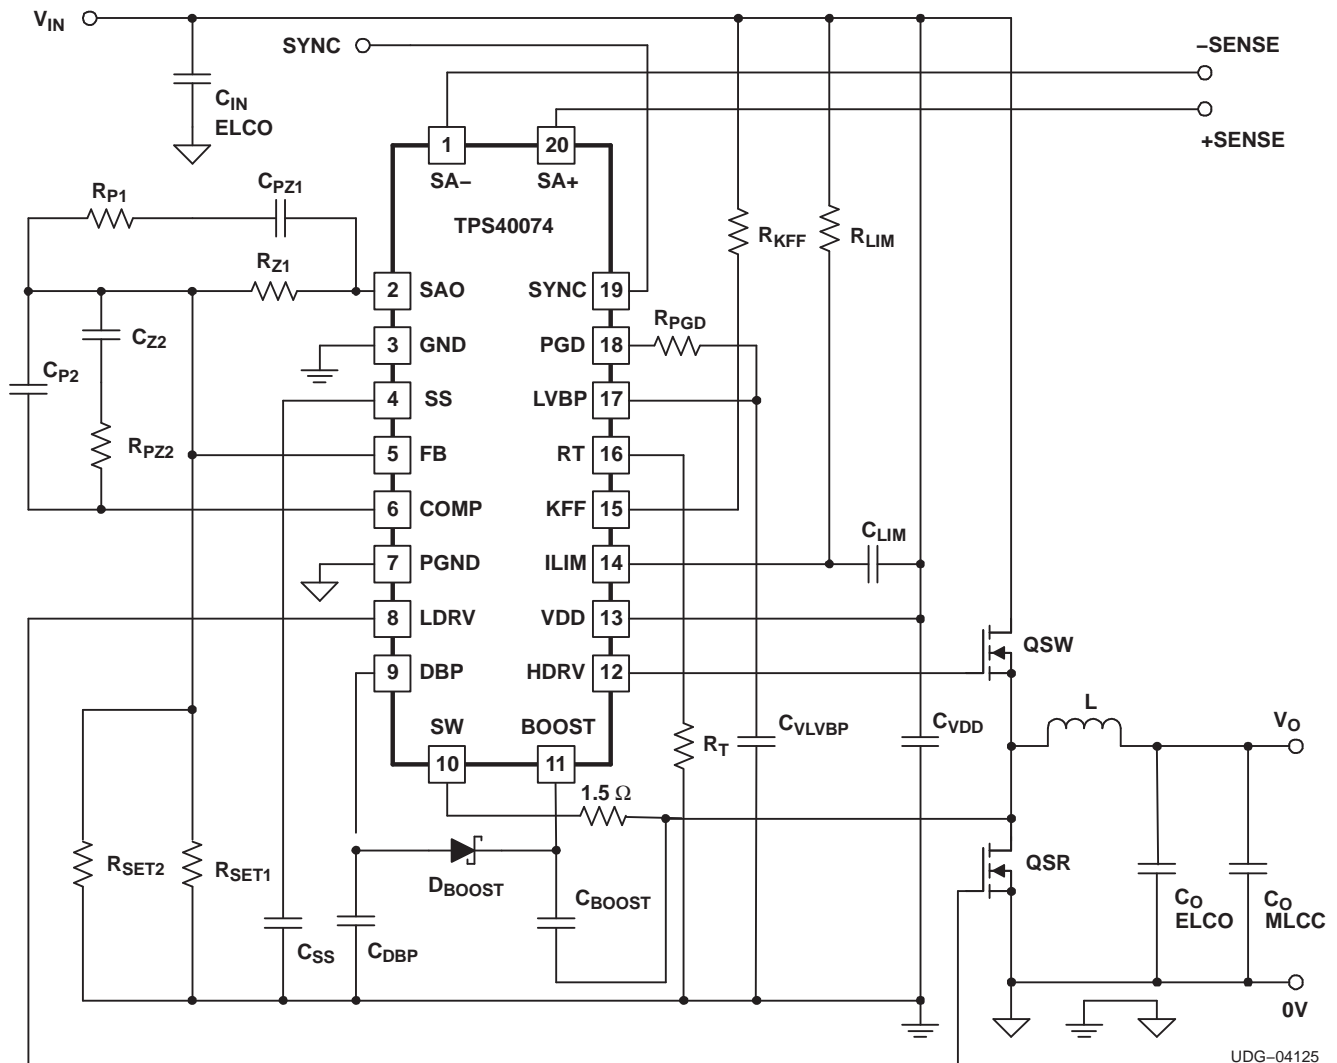 VIN
SYNC
–SENSE
+SENSE
CIN
ELCO
1
20
SA–
SA+
TPS40074
RP1
CPZ1
RZ1
RKFF
RLIM
2
SAO
SYNC
19
CZ2
3
GND
PGD
18
RPGD
CP2
4
SS
LVBP
17
RPZ2
5
FB
RT
16
6
COMP
KFF
15
CLIM
7
PGND
ILIM
14
8
LDRV
VDD
13
9
DBP
HDRV
12
QSW
SW
BOOST
10
11
RT
CVLVBP
CVDD
L
VO
1.5 Ω
RSET2
RSET1
DBOOST
CBOOST
QSR
CO
ELCO
CO
MLCC
CSS
CDBP
0V
UDG–04125